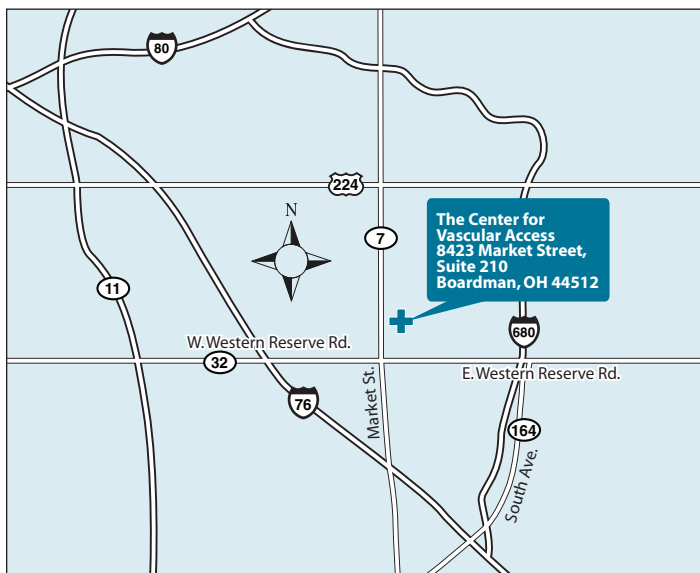 80
224
N
7
The Center for
Vascular Access
8423 Market Street,
Suite 210
Boardman, OH 44512
11
680
W. Western Reserve Rd.
32
E. Western Reserve Rd.
76
Market St.
164
South Ave.